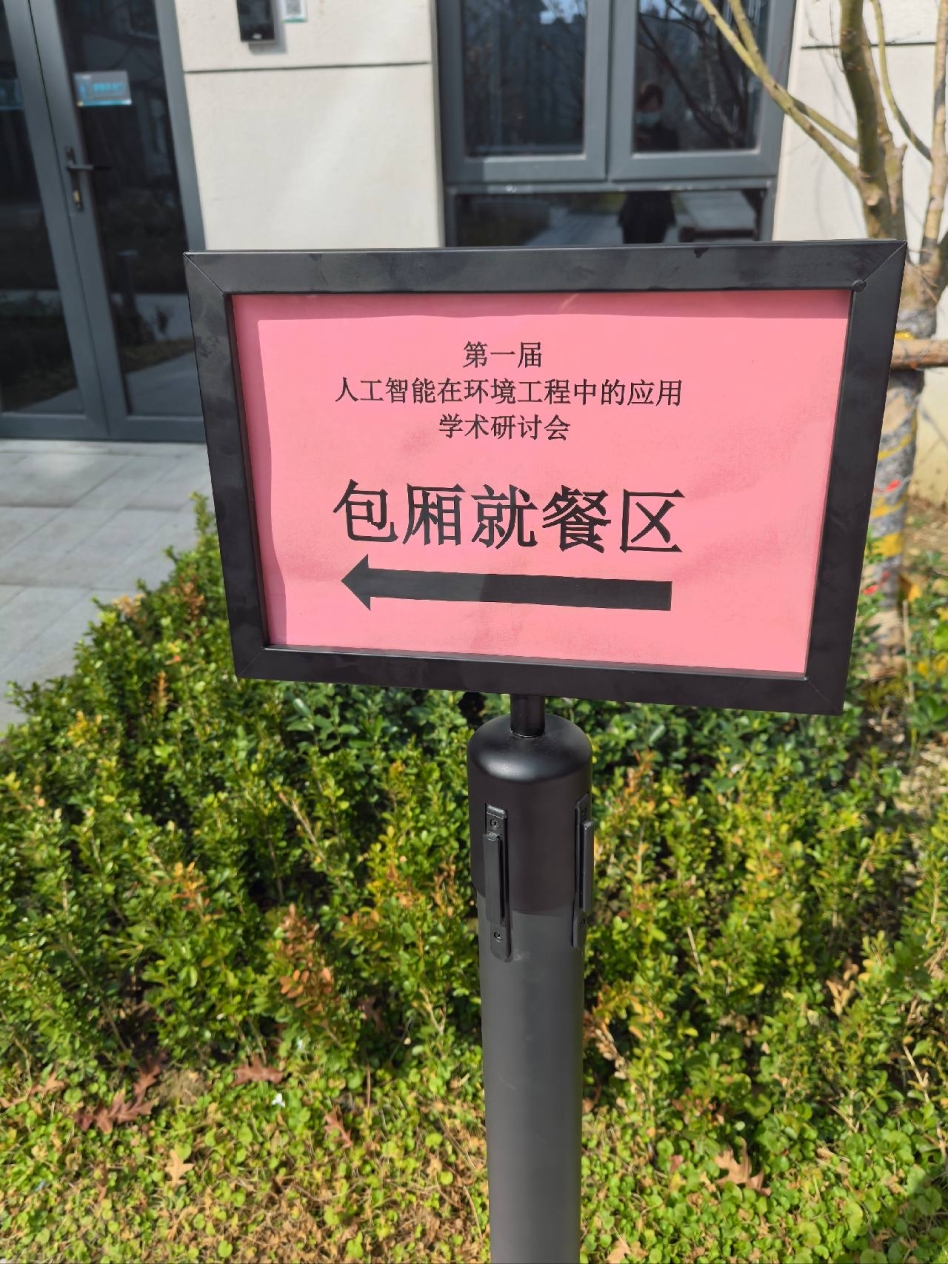 第一届
人工智能在环境工程中的应用
学术研讨会
包厢就餐区